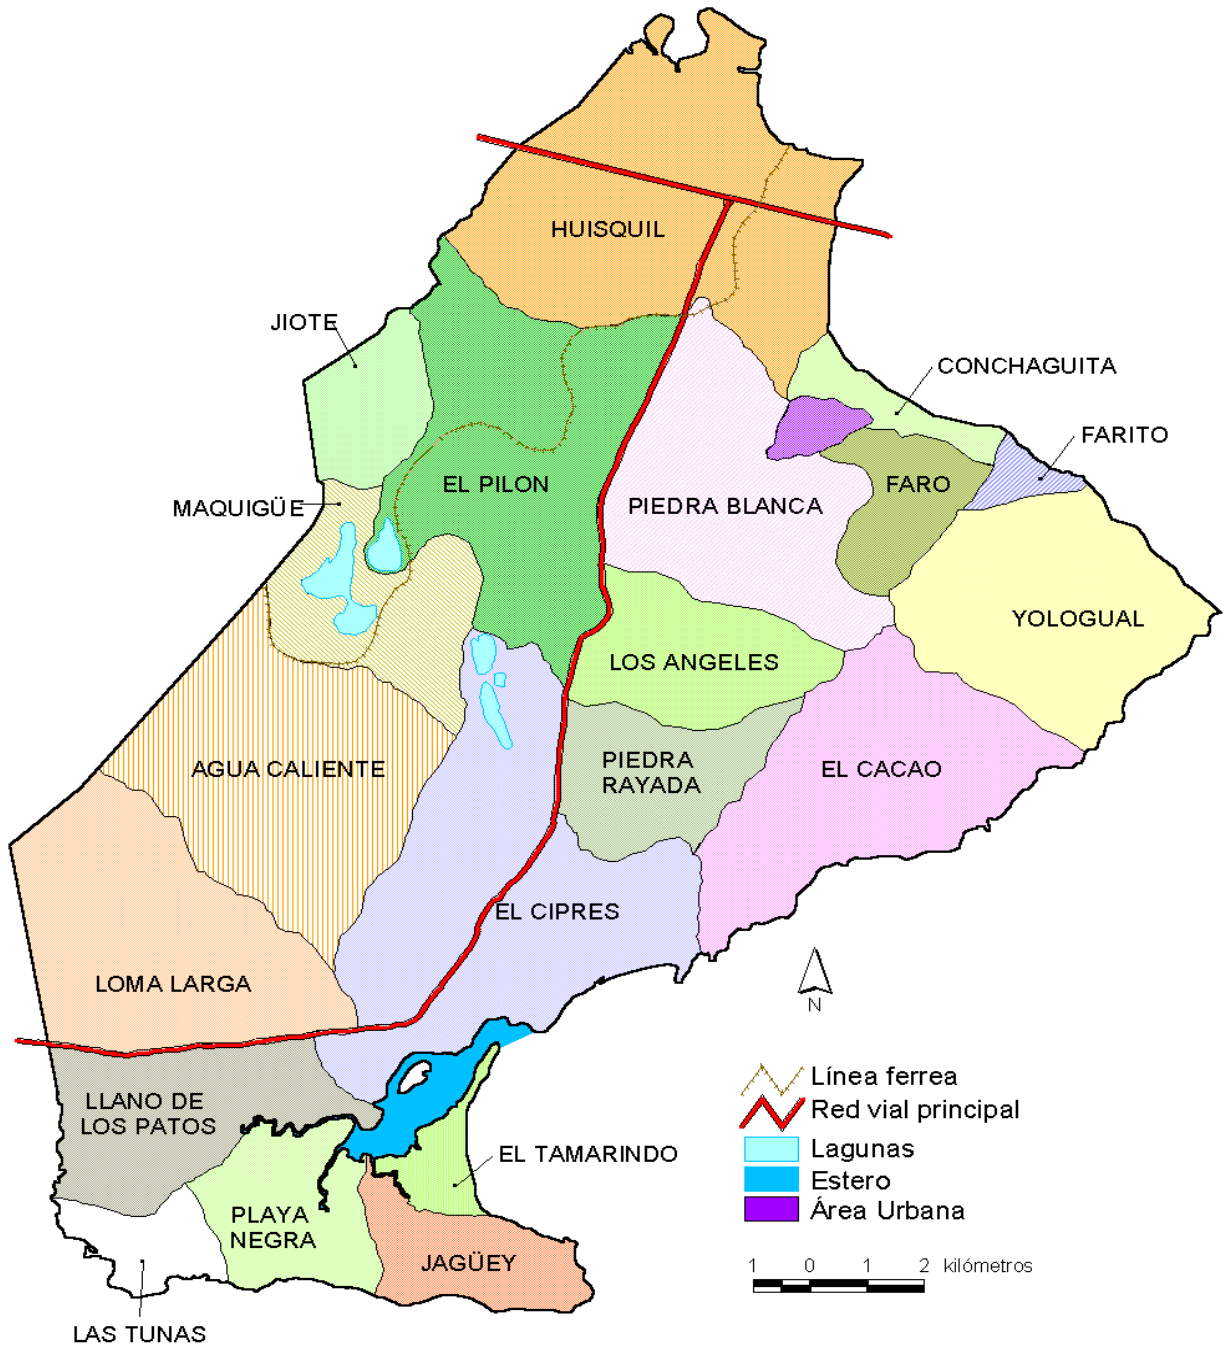 HUISQUIL
JIOTE
CONCHAGUITA
FARITO
EL PILON
FARO
MAQUIGÜE
PIEDRA BLANCA
YOLOGUAL
LOS ANGELES
AGUA CALIENTE
PIEDRA
RAYADA
EL CACAO
EL CIPRES
LOMA LARGA
N
Línea ferrea
Red vial principal
LLANO DE
LOS PATOS
Lagunas
EL TAMARINDO
Estero
Área Urbana
PLAYA
NEGRA
JAGÜEY
1 0 1 2 kilómetros
LAS TUNAS